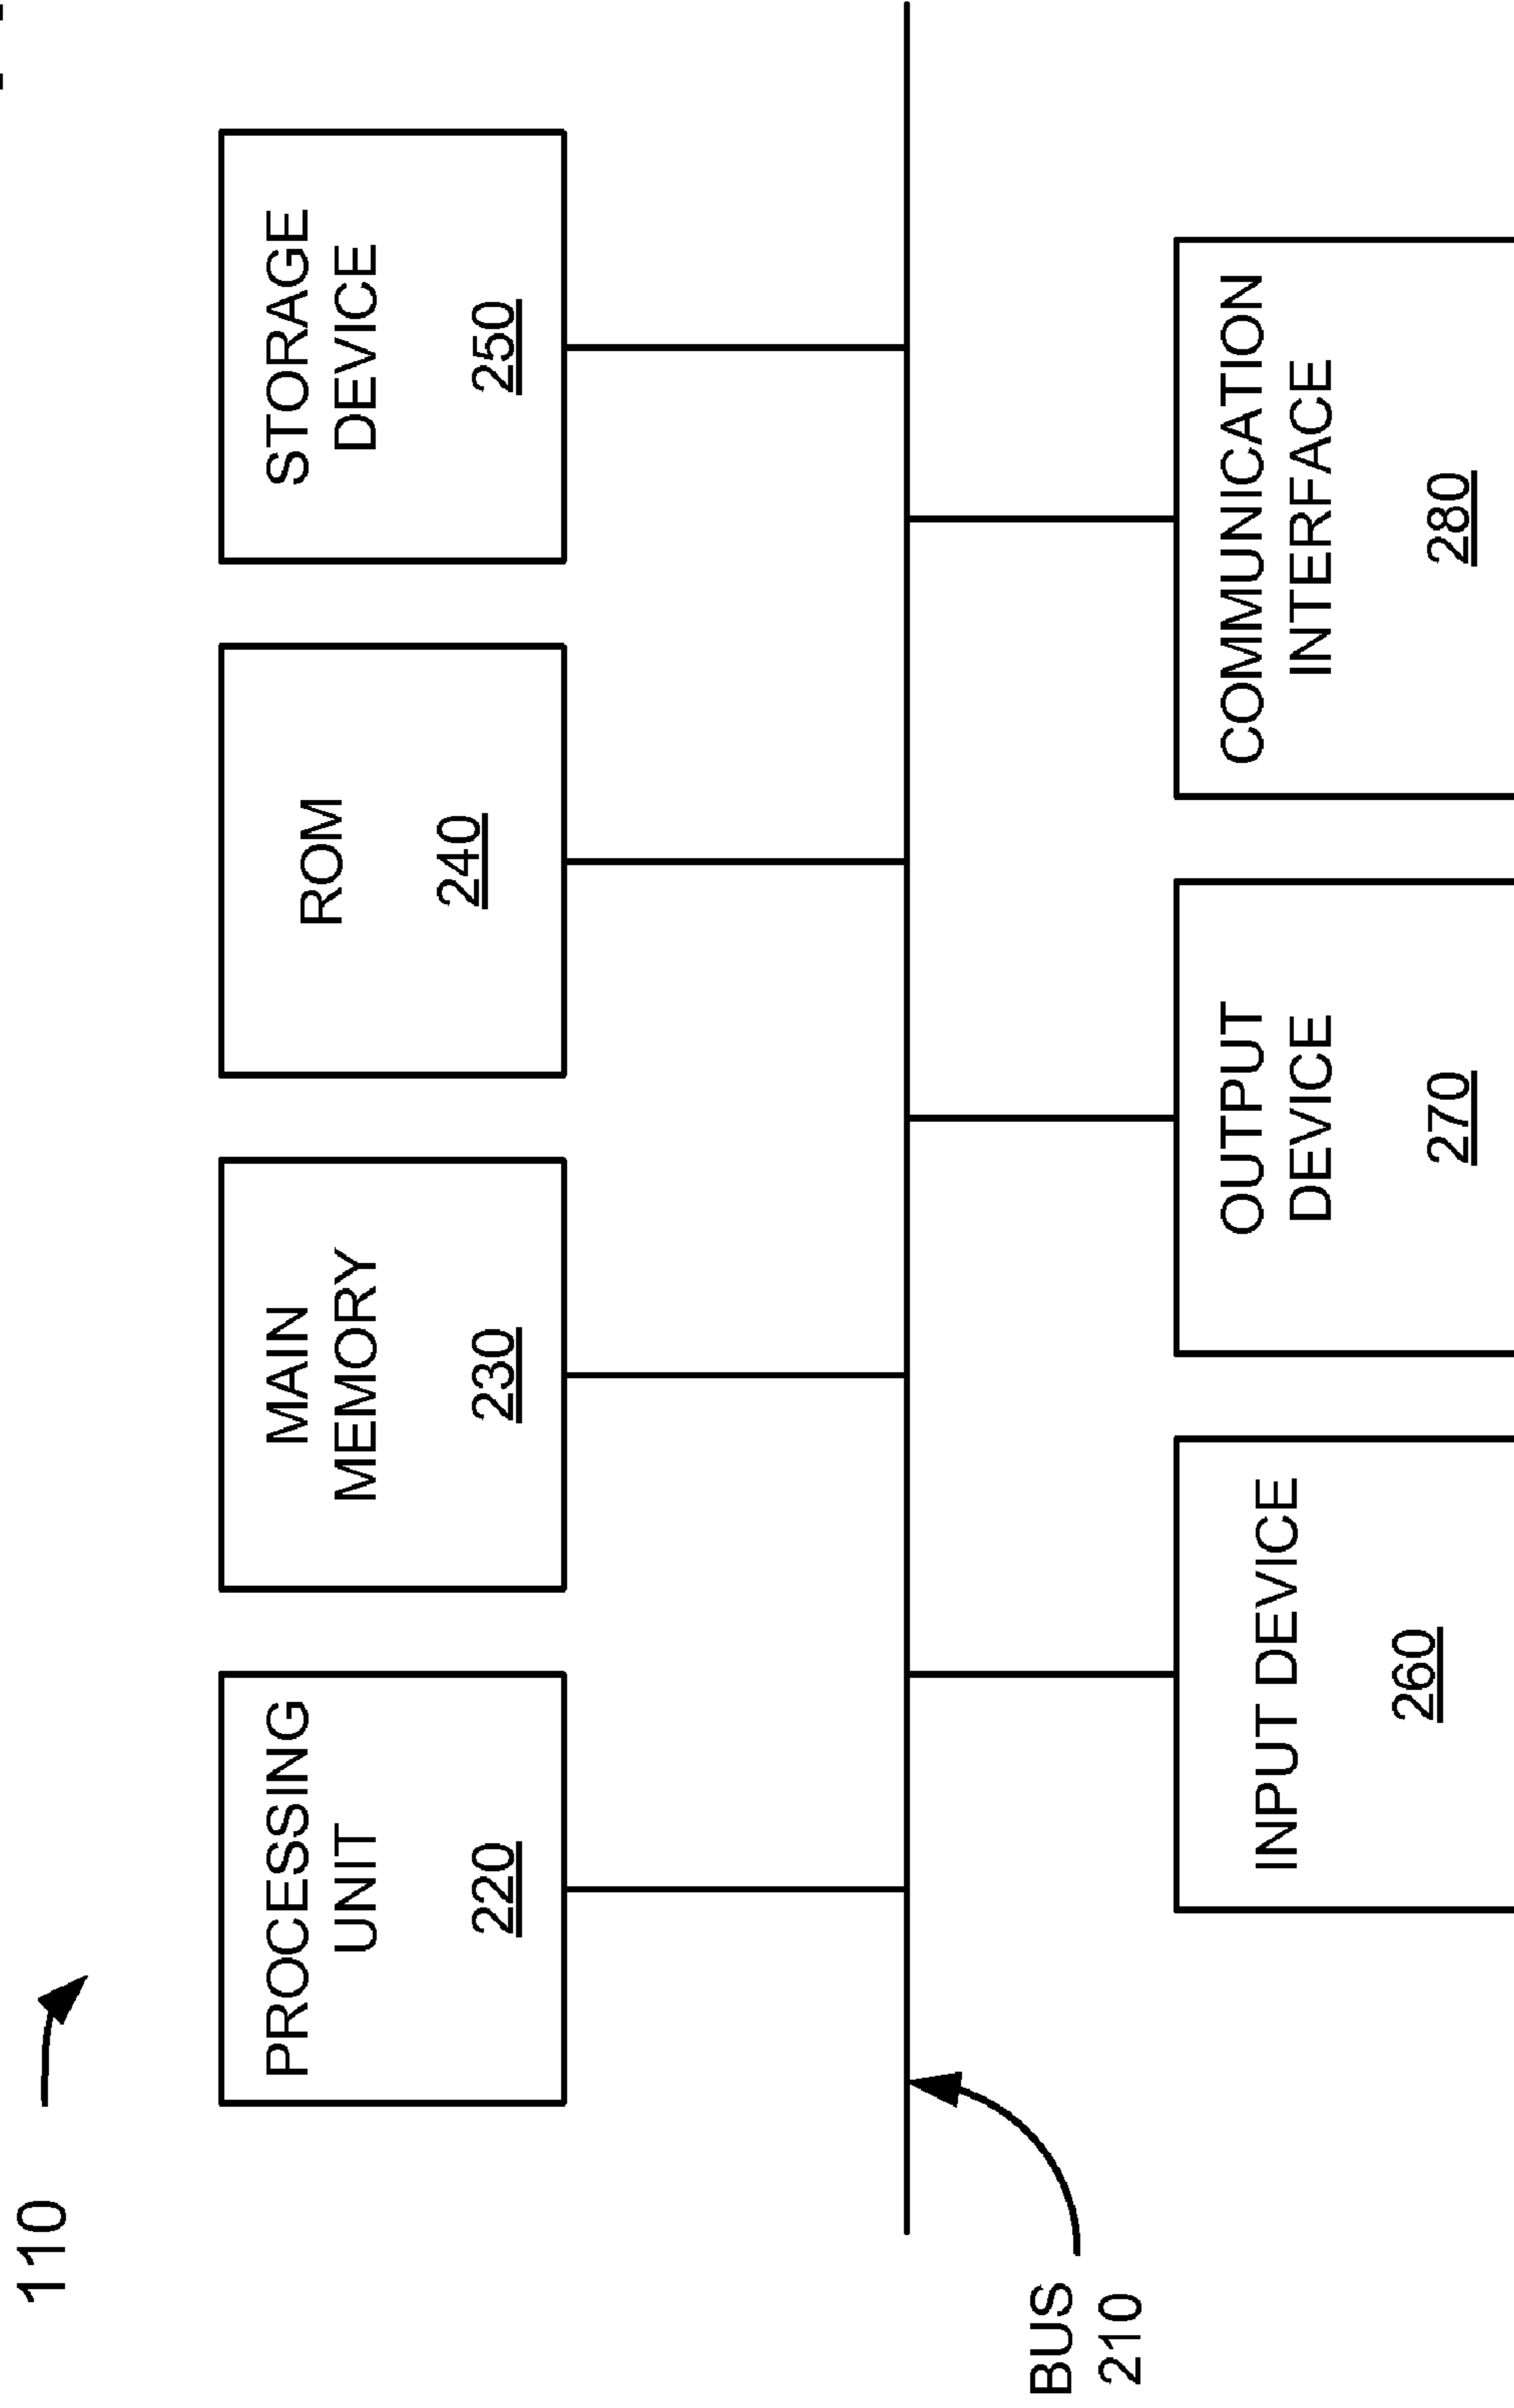 110
PROCESSING
UNIT
220
MAIN
MEMORY
230
ROM
240
STORAGE
DEVICE
250
BUS
210
INPUT DEVICE
260
OUTPUT
DEVICE
270
COMMUNICATION
INTERFACE
280